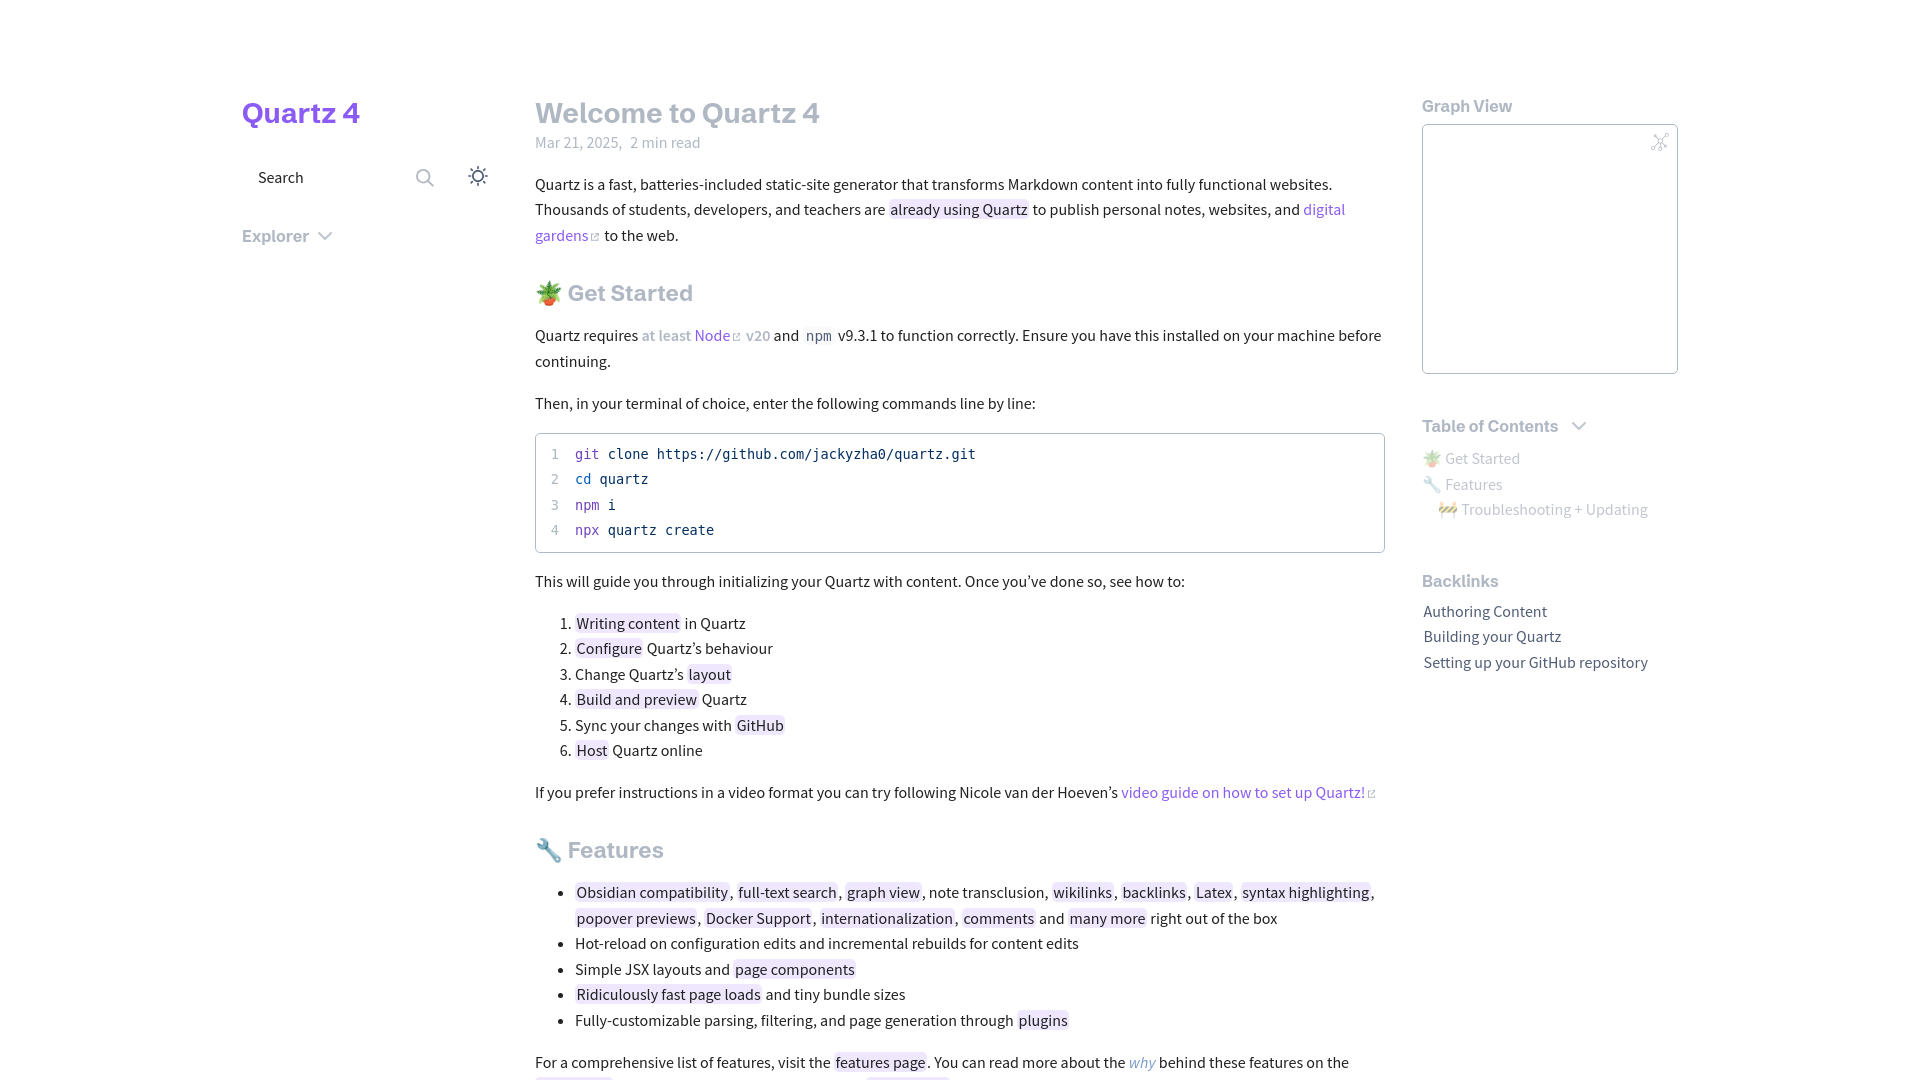 Quartz 4
Search
Explorer
Welcome to Quartz 4
Mar 21, 2025, 2 min read
Quartz is a fast, batteries-included static-site generator that transforms Markdown content into fully functional websites.
Thousands of students, developers, and teachers are already using Quartz to publish personal notes, websites, and digital
gardens to the web.
🪴 Get Started
Quartz requires at least Node v20 and npm v9.3.1 to function correctly. Ensure you have this installed on your machine before
continuing.
Then, in your terminal of choice, enter the following commands line by line:
1 git clone https://github.com/jackyzha0/quartz.git
2 cd quartz
3 npm i
4 npx quartz create
This will guide you through initializing your Quartz with content. Once you’ve done so, see how to:
1. Writing content in Quartz
2. Configure Quartz’s behaviour
3. Change Quartz’s layout
4. Build and preview Quartz
5. Sync your changes with GitHub
6. Host Quartz online
If you prefer instructions in a video format you can try following Nicole van der Hoeven’s video guide on how to set up Quartz!
🔧 Features
• Obsidian compatibility, full-text search, graph view, note transclusion, wikilinks, backlinks, Latex, syntax highlighting,
popover previews, Docker Support, internationalization, comments and many more right out of the box
• Hot-reload on configuration edits and incremental rebuilds for content edits
• Simple JSX layouts and page components
• Ridiculously fast page loads and tiny bundle sizes
• Fully-customizable parsing, filtering, and page generation through plugins
For a comprehensive list of features, visit the features page. You can read more about the why behind these features on the
Graph View
Table of Contents
🪴 Get Started
🔧 Features
🚧 Troubleshooting + Updating
Backlinks
Authoring Content
Building your Quartz
Setting up your GitHub repository